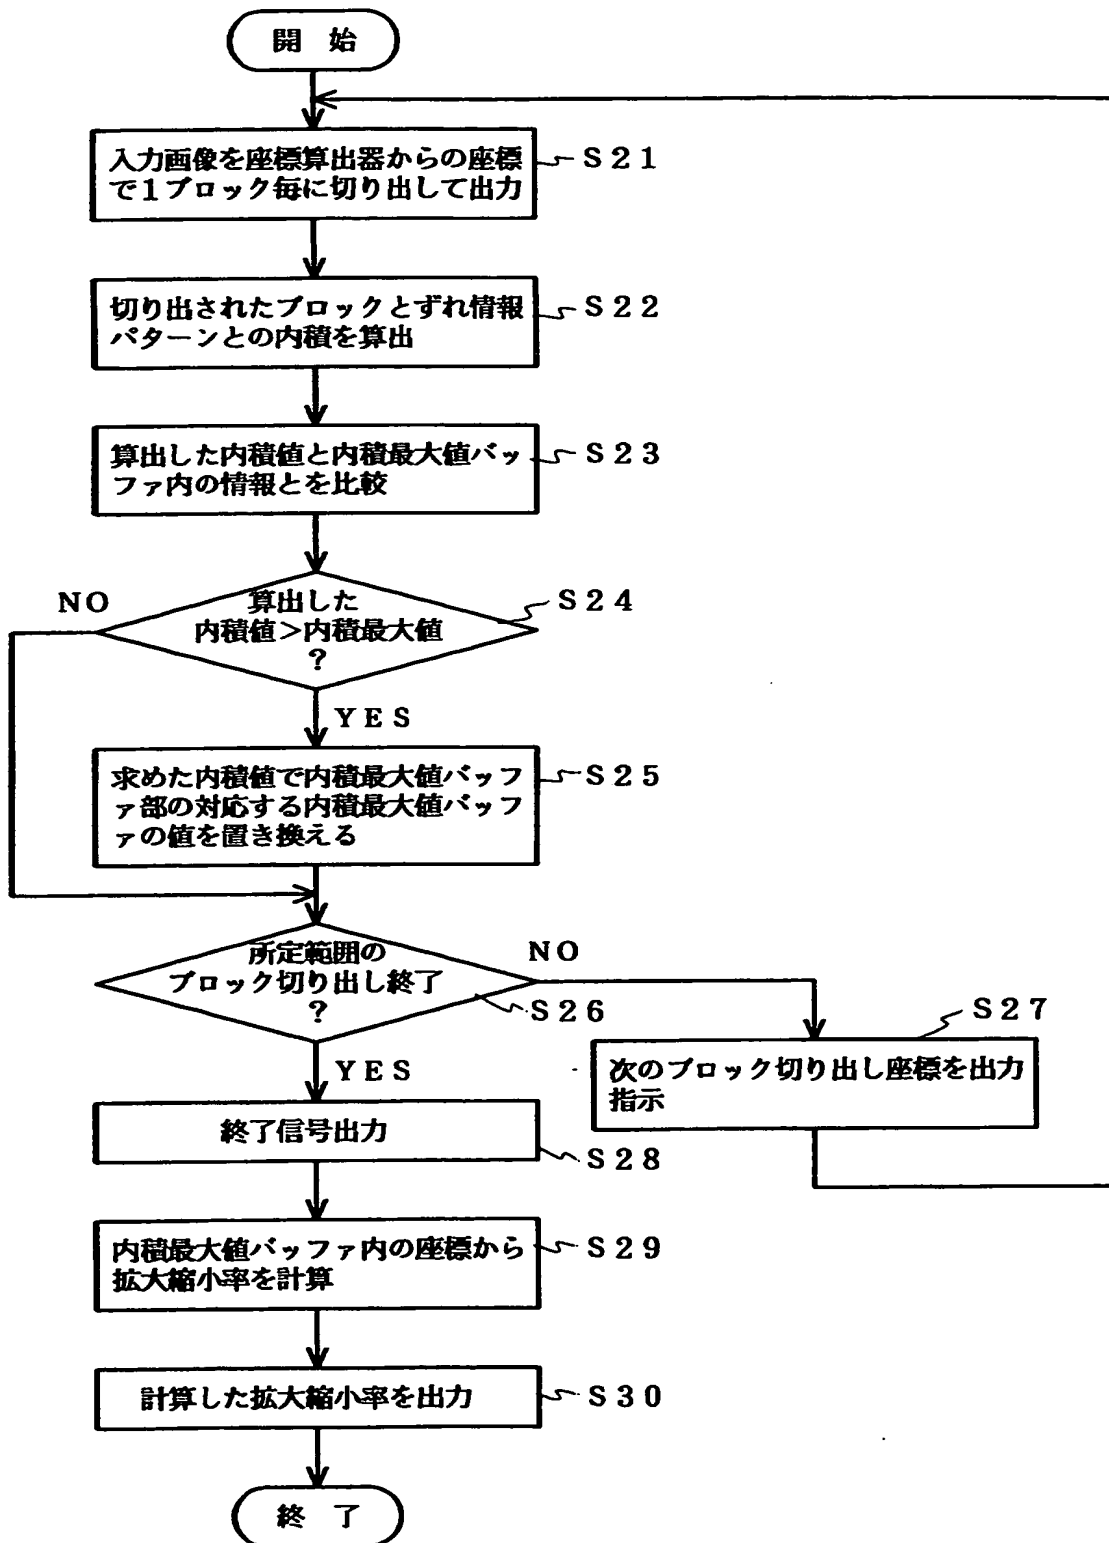 開 始
入力画像を座標算出器からの座標
で１ブロック毎に切り出して出力
S21
切り出されたブロックとずれ情報
パターンとの内積を算出
S22
算出した内積値と内積最大値バッ
ファ内の情報とを比較
S23
算出した
内積値＞内積最大値
？
S24
NO
YES
求めた内積値で内積最大値バッフ
ァ部の対応する内積最大値バッフ
ァの値を置き換える
S25
所定範囲の
ブロック切り出し終了
？
S26
NO
YES
次のブロック切り出し座標を出力
指示
S27
終了信号出力
S28
内積最大値バッファ内の座標から
拡大縮小率を計算
S29
計算した拡大縮小率を出力
S30
終 了